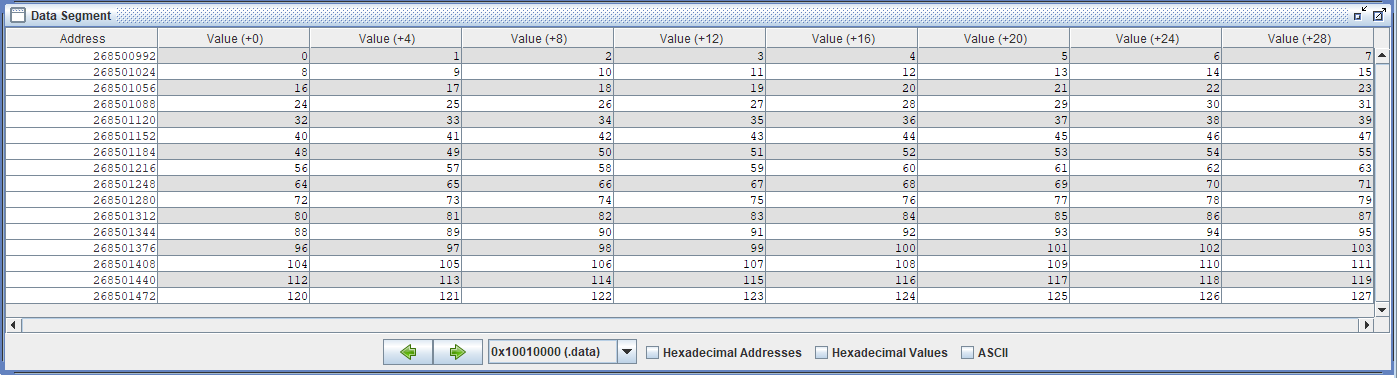 Data Segment
Address Value (+0) Value (+4) Value (+8) Value (+12) Value (+16) Value (+20) Value (+24) Value (+28)
268500992 0 1 2 3 4 5 6 7
268501024 8 9 10 11 12 13 14 15
268501056 16 17 18 19 20 21 22 23
268501088 24 25 26 27 28 29 30 31
268501120 32 33 34 35 36 37 38 39
268501152 40 41 42 43 44 45 46 47
268501184 48 49 50 51 52 53 54 55
268501216 56 57 58 59 60 61 62 63
268501248 64 65 66 67 68 69 70 71
268501280 72 73 74 75 76 77 78 79
268501312 80 81 82 83 84 85 86 87
268501344 88 89 90 91 92 93 94 95
268501376 96 97 98 99 100 101 102 103
268501408 104 105 106 107 108 109 110 111
268501440 112 113 114 115 116 117 118 119
268501472 120 121 122 123 124 125 126 127
0x10010000 (.data) Hexadecimal Addresses Hexadecimal Values ASCII